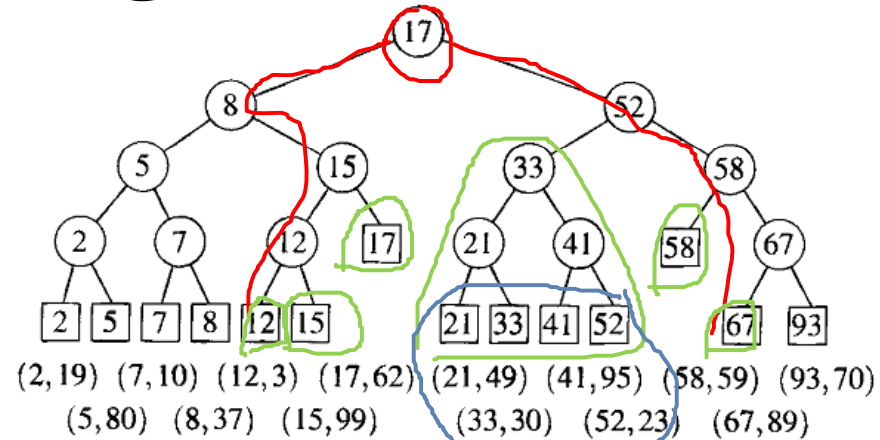 17
8 52
5 15 33 58
2 7 12 17 21 41 58 67
2 5 7 8 12 15 21 33 41 52 67 93
(2,19) (7,10) (12,3) (17,62) (21,49) (41,95) (58,59) (93,70)
(5,80) (8,37) (15,99) (33,30) (52,23) (67,89)